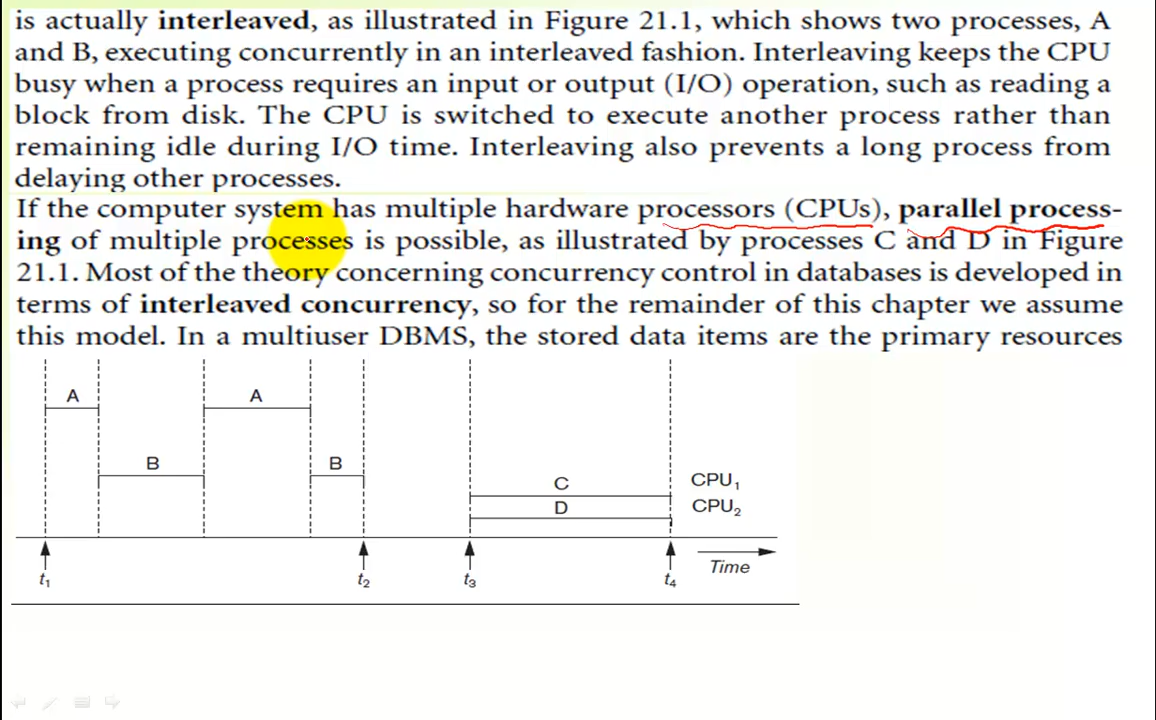 is actually interleaved, as illustrated in Figure 21.1, which shows two processes, A
and B, executing concurrently in an interleaved fashion. Interleaving keeps the CPU
busy when a process requires an input or output (I/O) operation, such as reading a
block from disk. The CPU is switched to execute another process rather than
remaining idle during I/O time. Interleaving also prevents a long process from
delaying other processes.
If the computer system has multiple hardware processors (CPUs), parallel process-
ing of multiple processes is possible, as illustrated by processes C and D in Figure
21.1. Most of the theory concerning concurrency control in databases is developed in
terms of interleaved concurrency, so for the remainder of this chapter we assume
this model. In a multiuser DBMS, the stored data items are the primary resources
A A
B B
C CPU₁
D CPU₂
t₁ t₂ t₃ t₄ Time